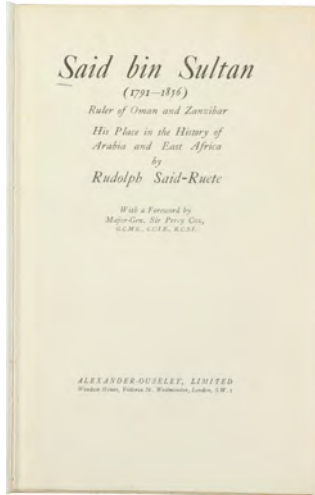 Said bin Sultan
(1791—1856)
Ruler of Oman and Zanzibar
His Place in the History of
Arabia and East Africa
by
Rudolph Said-Ruete
With a Foreword by
Major-Gen. Sir Percy Cox,
G.C.M.G., G.C.I.E., K.C.S.I.
ALEXANDER-OUSELEY, LIMITED
Windsor House, Victoria St. Westminster, London, S.W. 1